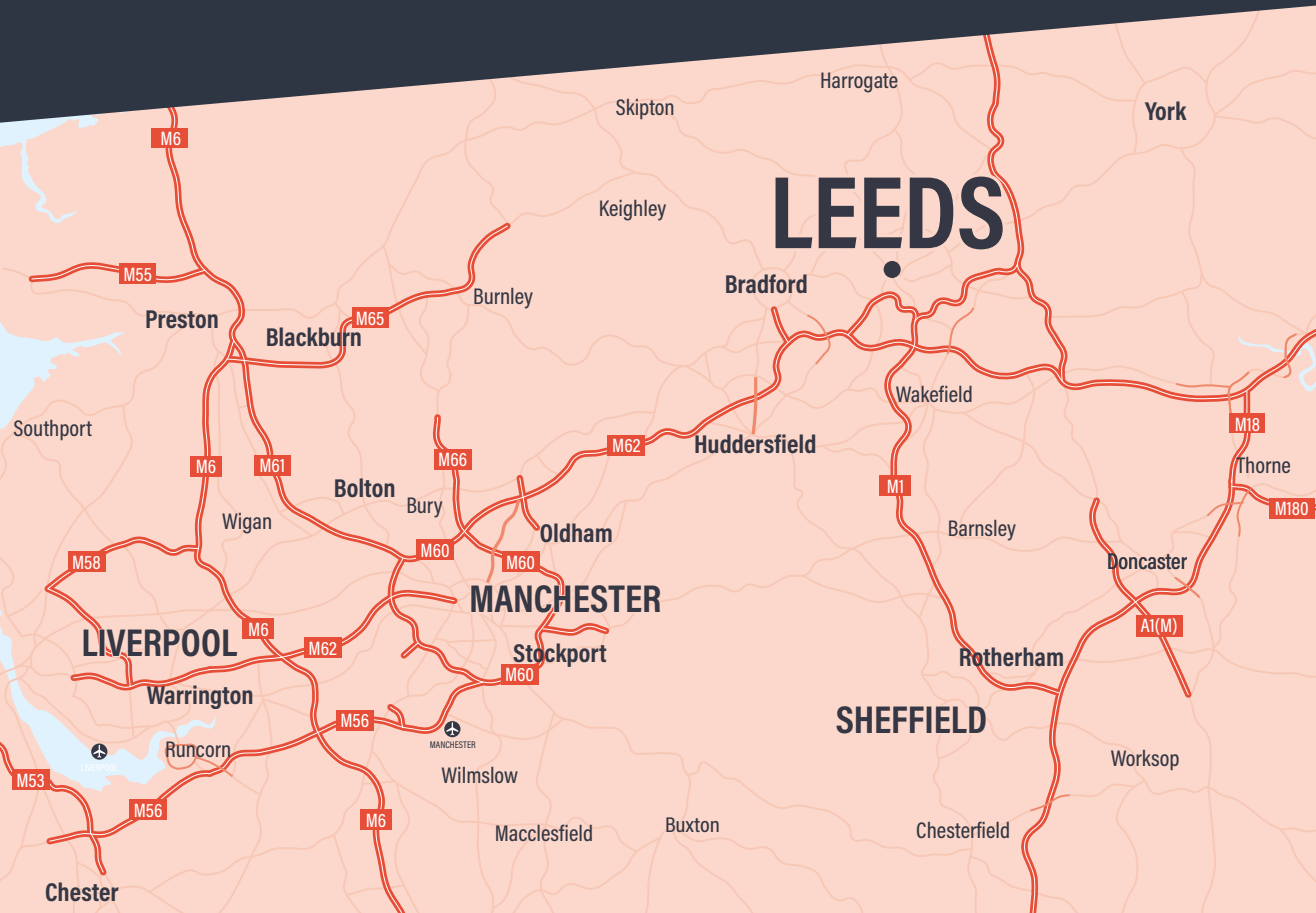 Harrogate
Skipton
York
M6
LEEDS
Keighley
M55
Bradford
Burnley
Preston
M65
Blackburn
Wakefield
Southport
M18
Huddersfield
M62
M66
M6
M61
Thorne
M1
Bolton
Bury
M180
Wigan
Barnsley
Oldham
M60
M58
M60
Doncaster
MANCHESTER
M6
A1(M)
LIVERPOOL
M62
Stockport
Rotherham
M60
Warrington
M56
SHEFFIELD
MANCHESTER
Runcorn
Worksop
LIVERPOOL
Wilmslow
M53
M56
M6
Buxton
Chesterfield
Macclesfield
Chester